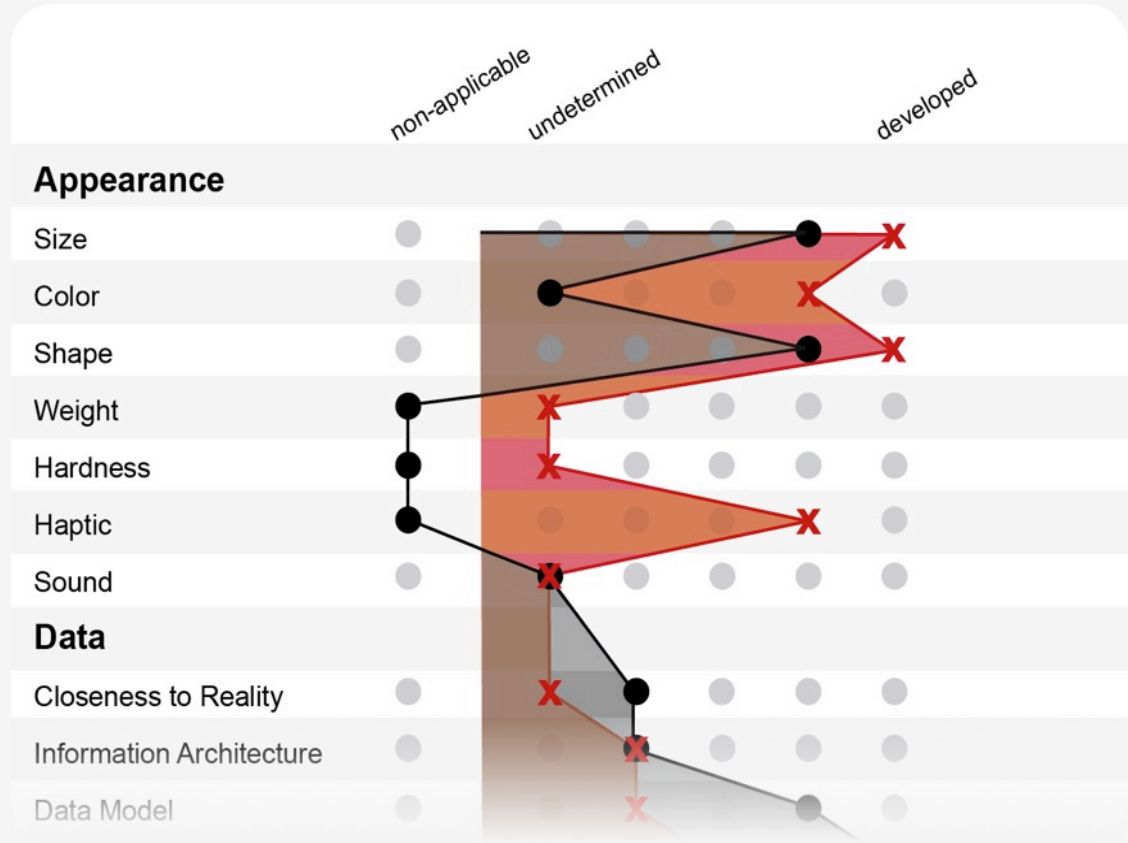 non-applicable
undetermined
developed
Appearance
Size
X
Color
X
Shape
X
Weight
X
Hardness
X
Haptic
X
Sound
X
Data
Closeness to Reality
X
Information Architecture
X
Data Model
X